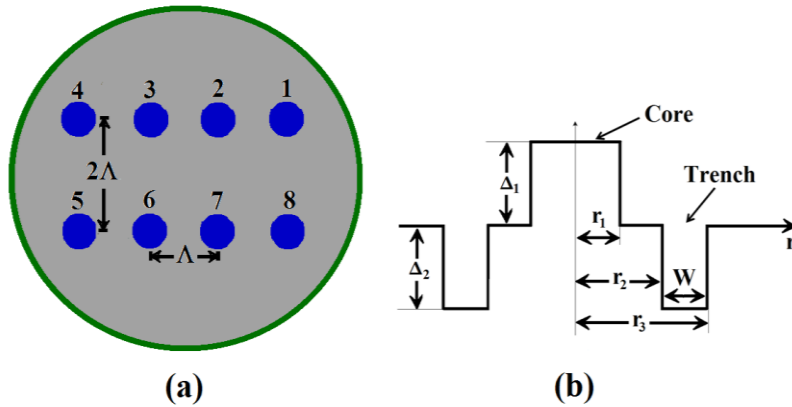 4 3 2 1
2Λ
5 6 7 8
Λ
(a)
Core
Trench
Δ₁
r₁
r
Δ₂
r₂
W
r₃
(b)